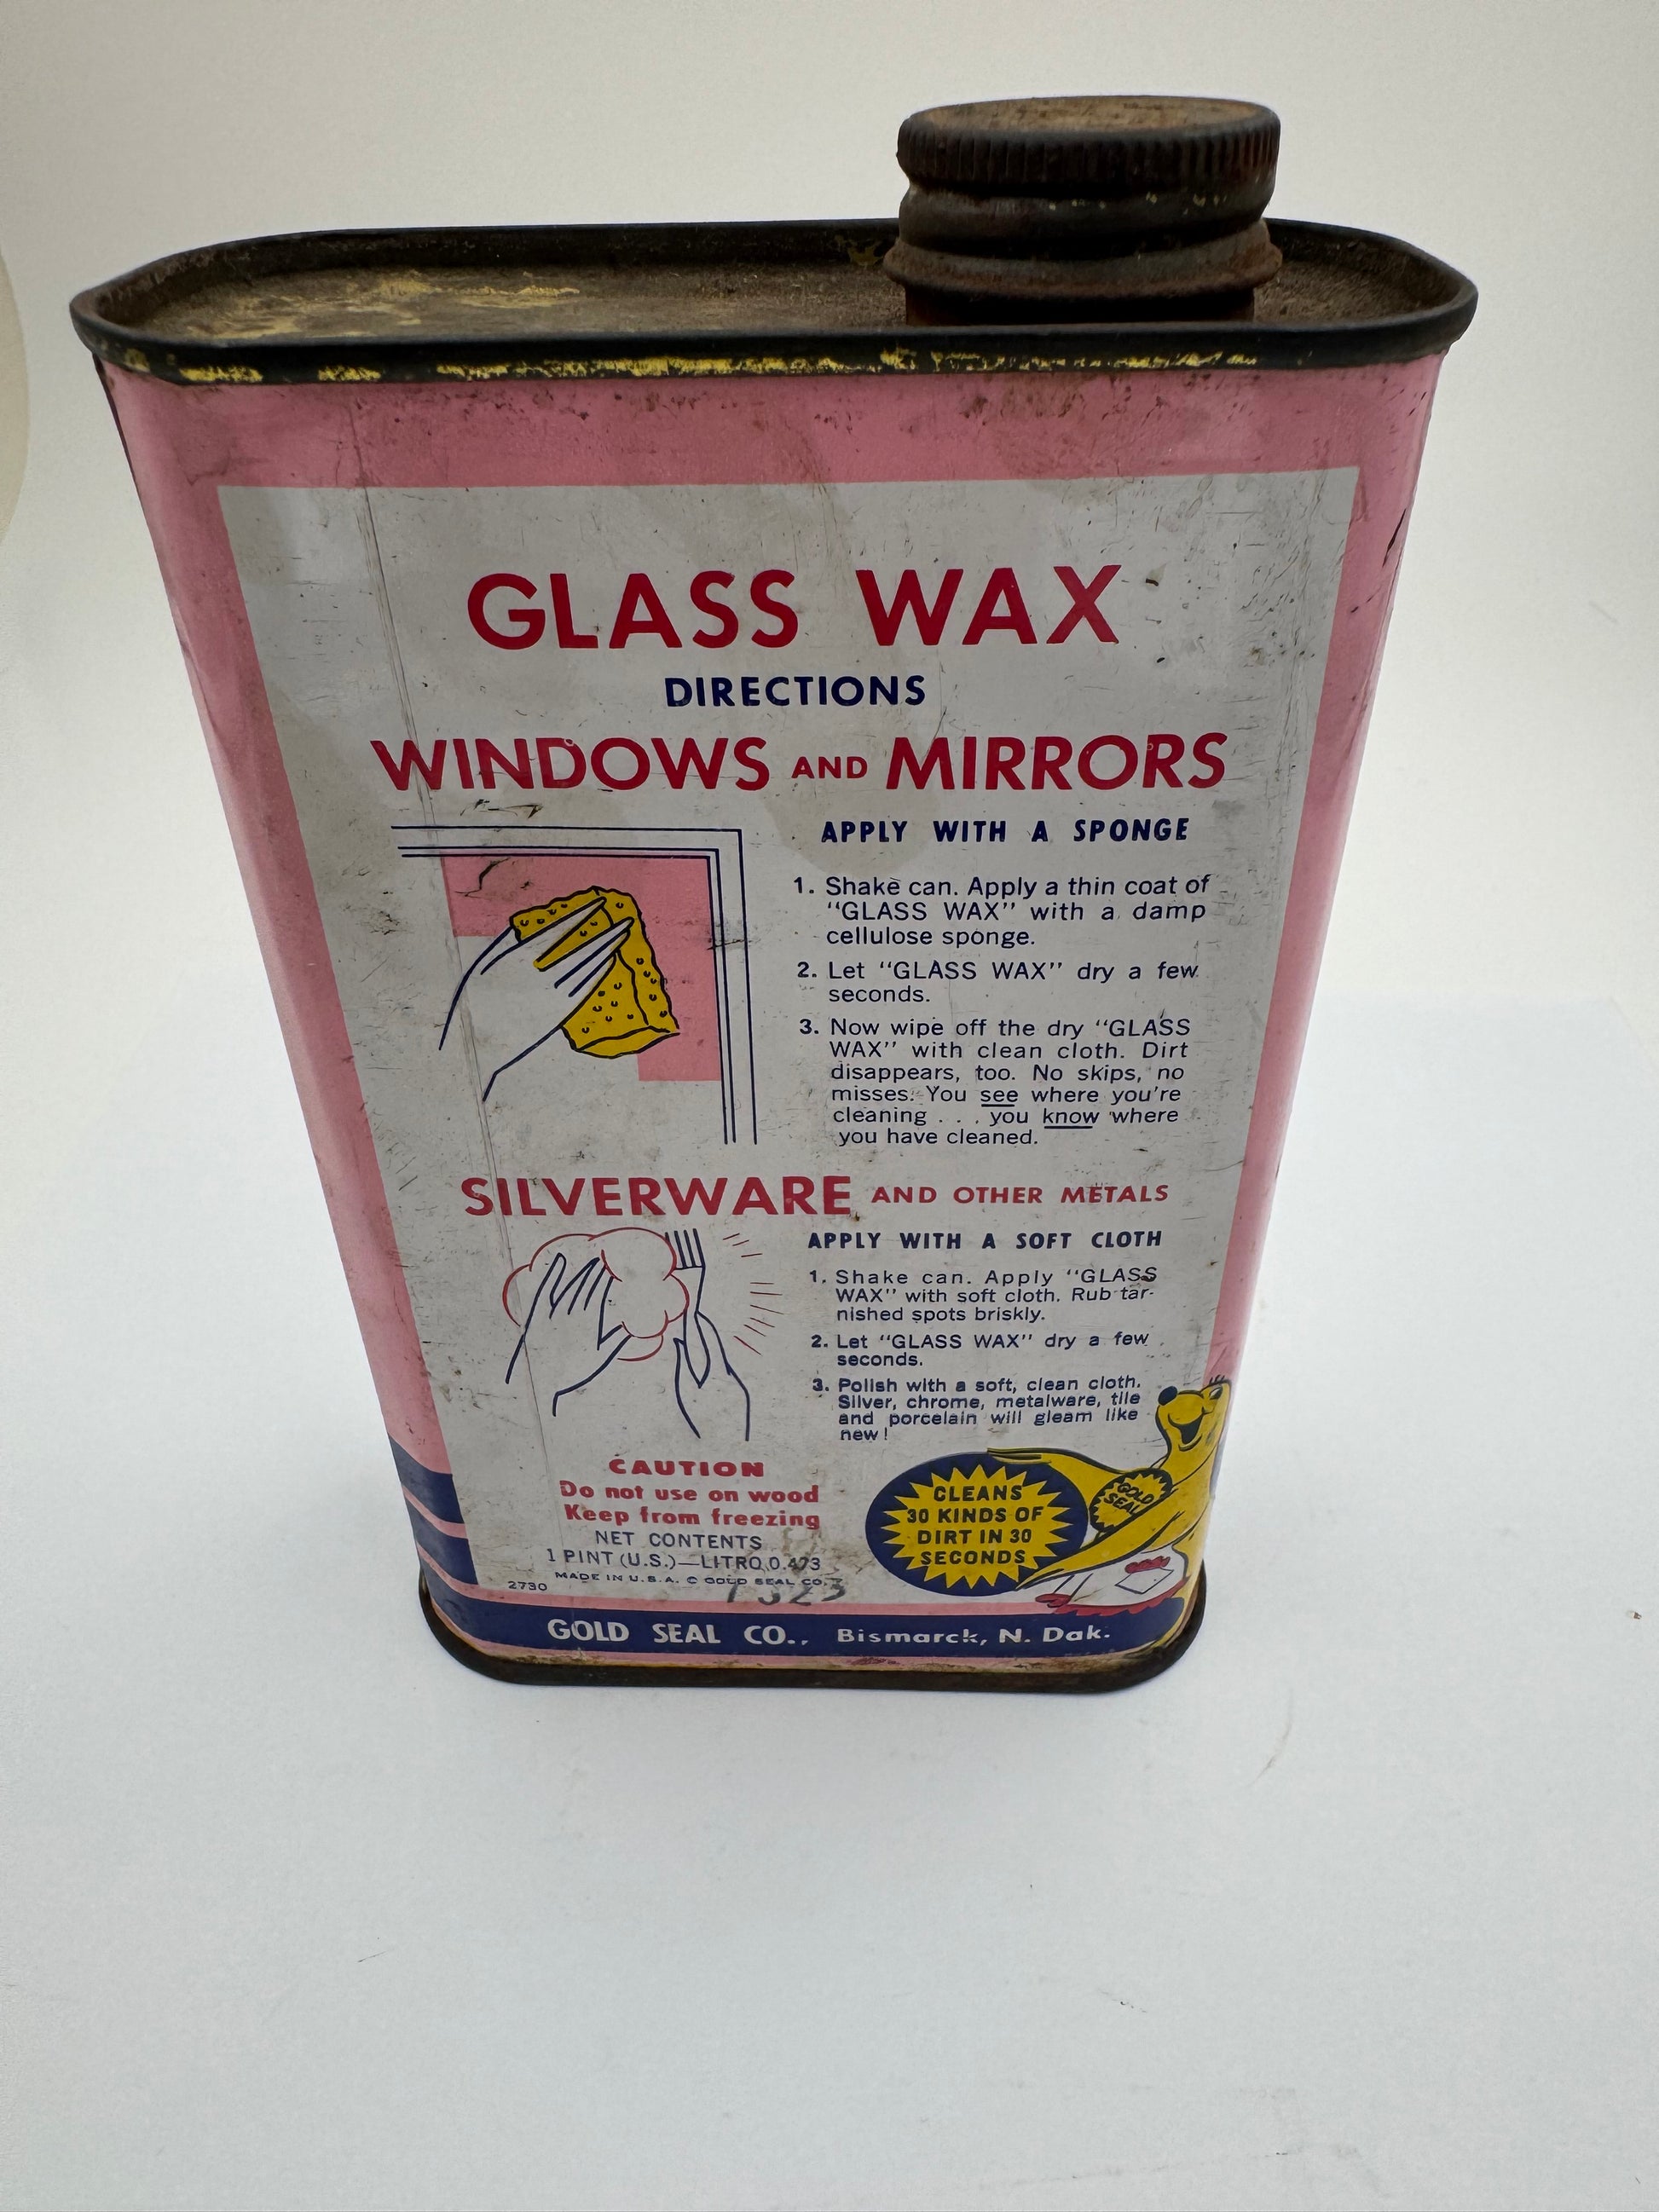 GLASS WAX
DIRECTIONS
WINDOWS AND MIRRORS
APPLY WITH A SPONGE
1. Shake can. Apply a thin coat of
"GLASS WAX" with a damp
cellulose sponge.
2. Let "GLASS WAX" dry a few
seconds.
3. Now wipe off the dry "GLASS
WAX" with clean cloth. Dirt
disappears, too. No skips, no
misses. You see where you're
cleaning . . . you know where
you have cleaned.
SILVERWARE AND OTHER METALS
APPLY WITH A SOFT CLOTH
1. Shake can. Apply "GLASS
WAX" with soft cloth. Rub tar-
nished spots briskly.
2. Let "GLASS WAX" dry a few
seconds.
3. Polish with a soft, clean cloth.
Silver, chrome, metalware, tile
and porcelain will gleam like
new!
CAUTION
Do not use on wood
Keep from freezing
NET CONTENTS
1 PINT (U.S.)—LITRO 0.473
MADE IN U.S.A. © GOLD SEAL CO.
2730
CLEANS
30 KINDS OF
DIRT IN 30
SECONDS
GOLD
SEAL
GOLD SEAL CO., Bismarck, N. Dak.